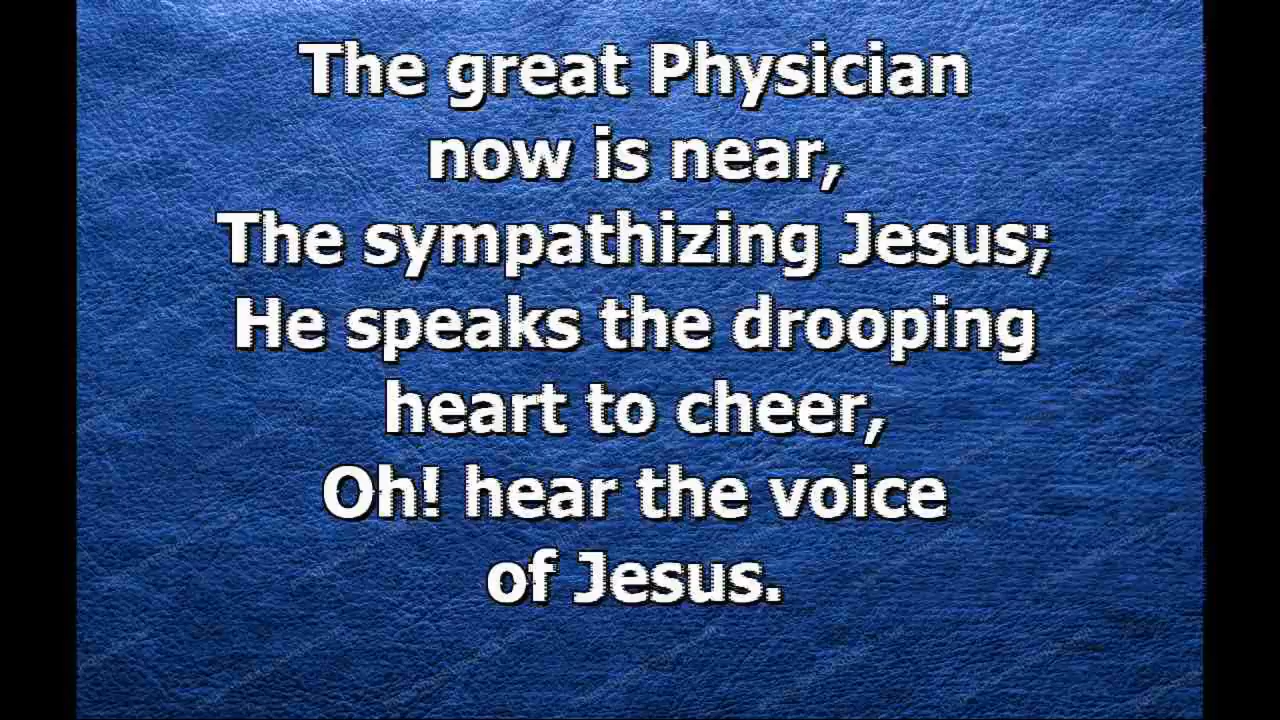 The great Physician
now is near,
The sympathizing Jesus;
He speaks the drooping
heart to cheer,
Oh! hear the voice
of Jesus.